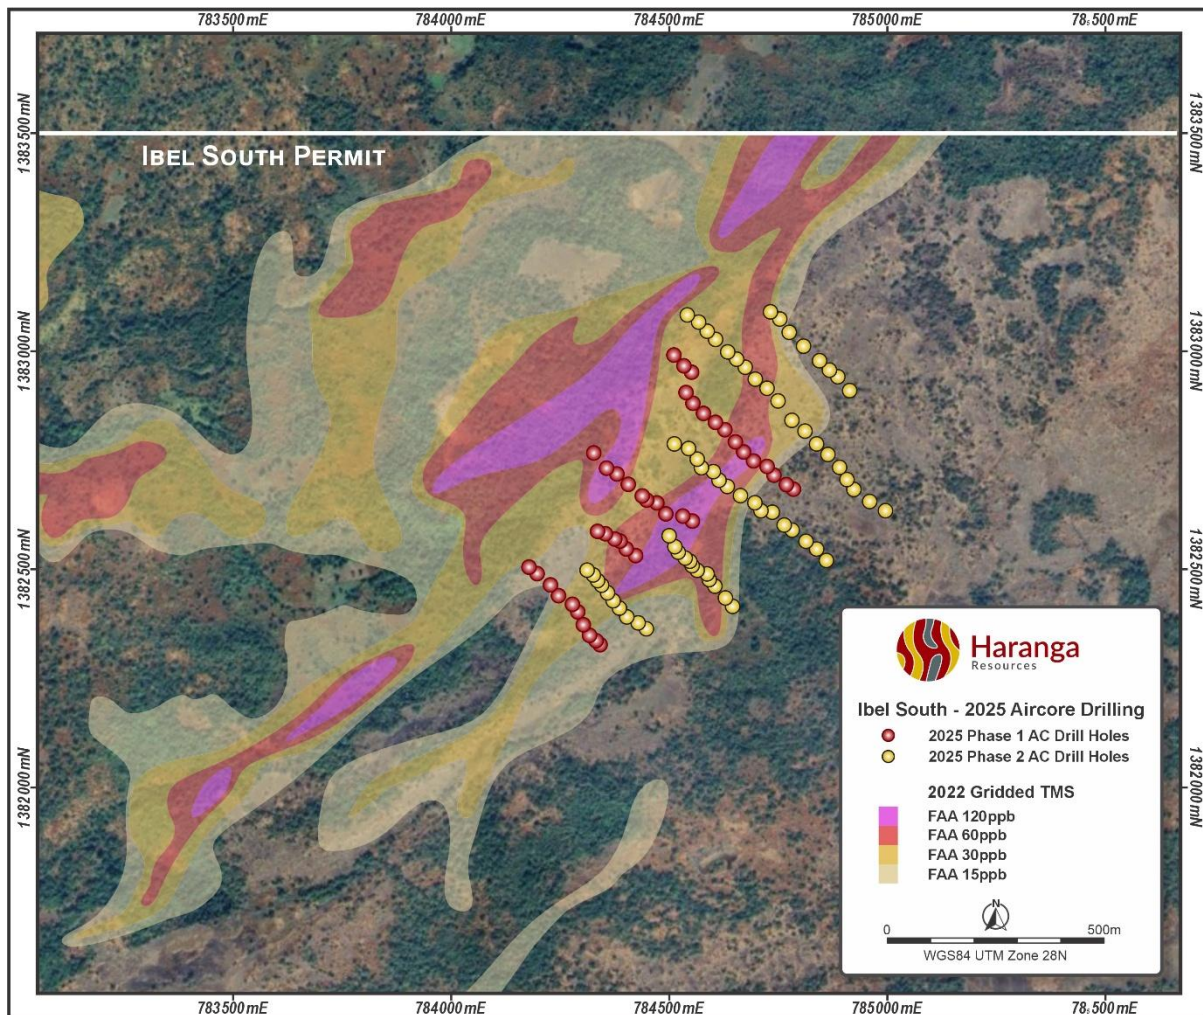 783500mE 784000mE 784500mE 785000mE 78₅500mE
1383500mN
1383500mN
IBEL SOUTH PERMIT
1383000mN
1383000mN
1382500mN
1382500mN
1382000mN
1382000mN
Haranga
Resources
Ibel South - 2025 Aircore Drilling
2025 Phase 1 AC Drill Holes
2025 Phase 2 AC Drill Holes
2022 Gridded TMS
FAA 120ppb
FAA 60ppb
FAA 30ppb
FAA 15ppb
N
0 500m
WGS84 UTM Zone 28N
783500mE 784000mE 784500mE 785000mE 78₅500mE